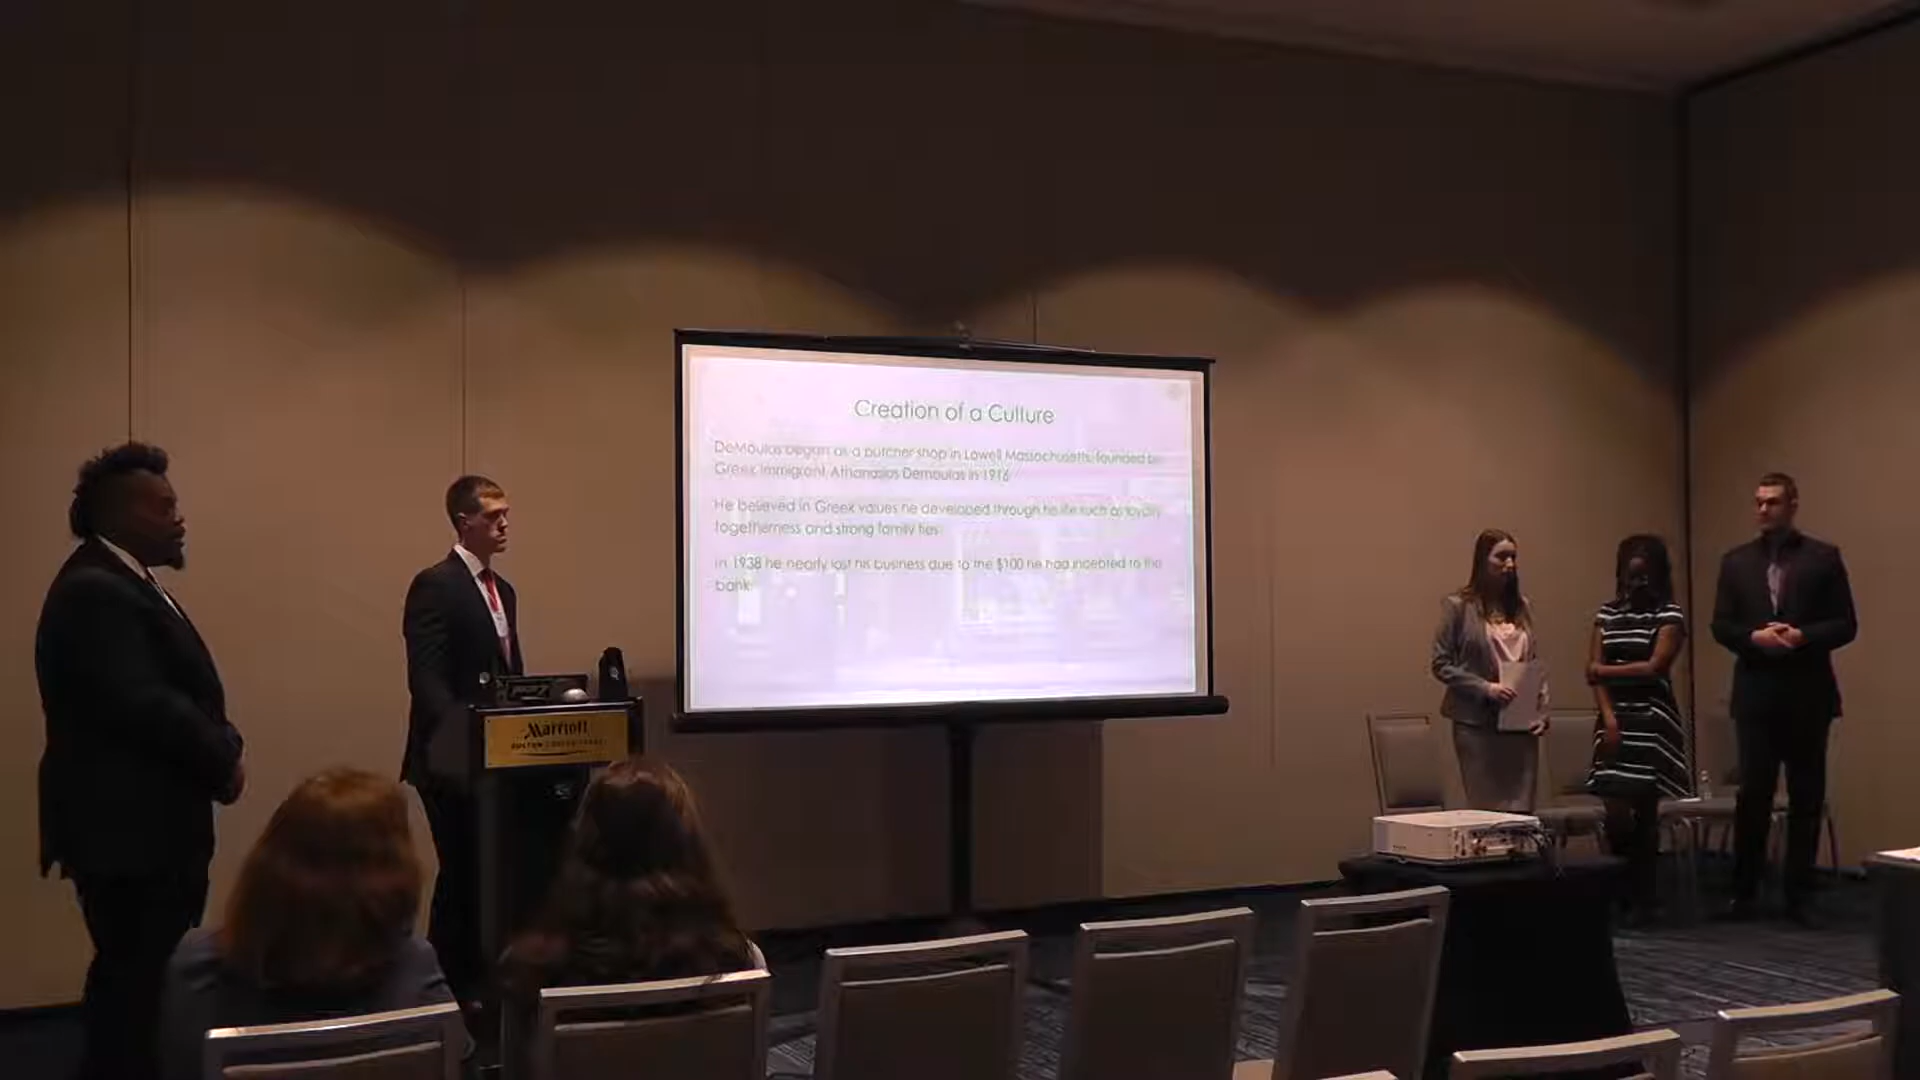 Creation of a Culture
DeMoulas began as a butcher shop in Lowell Massachusetts, founded by
Greek Immigrant, Athanasios Demoulas in 1916
He believed in Greek values he developed through his life such as loyalty
togetherness and strong family ties
In 1938 he nearly lost his business due to the $100 he had indebted to the
bank
Marriott